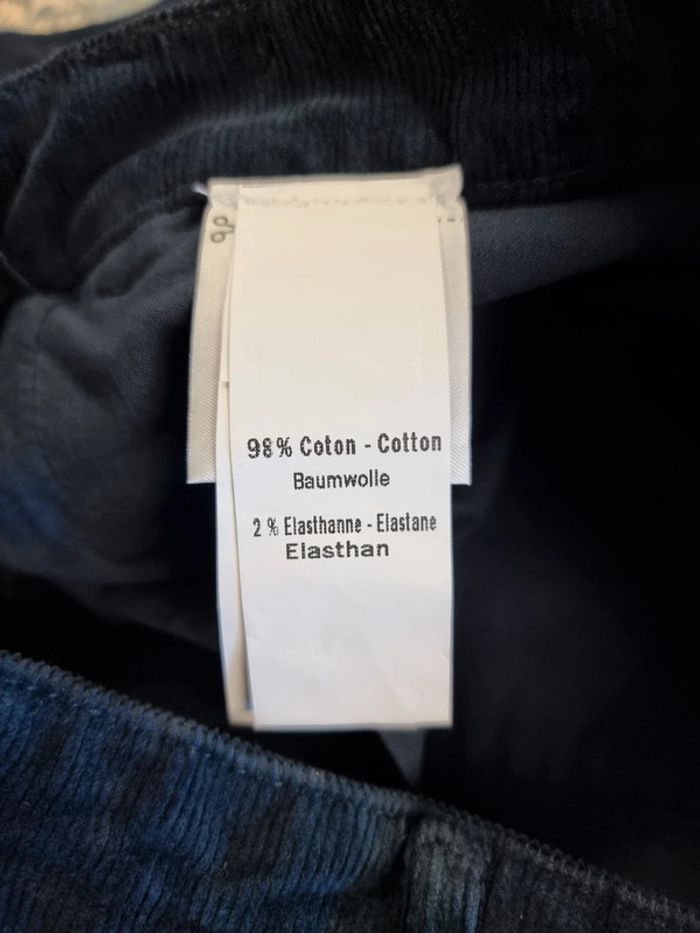 98% Coton - Cotton
Baumwolle
2 % Elasthanne - Elastane
Elasthan